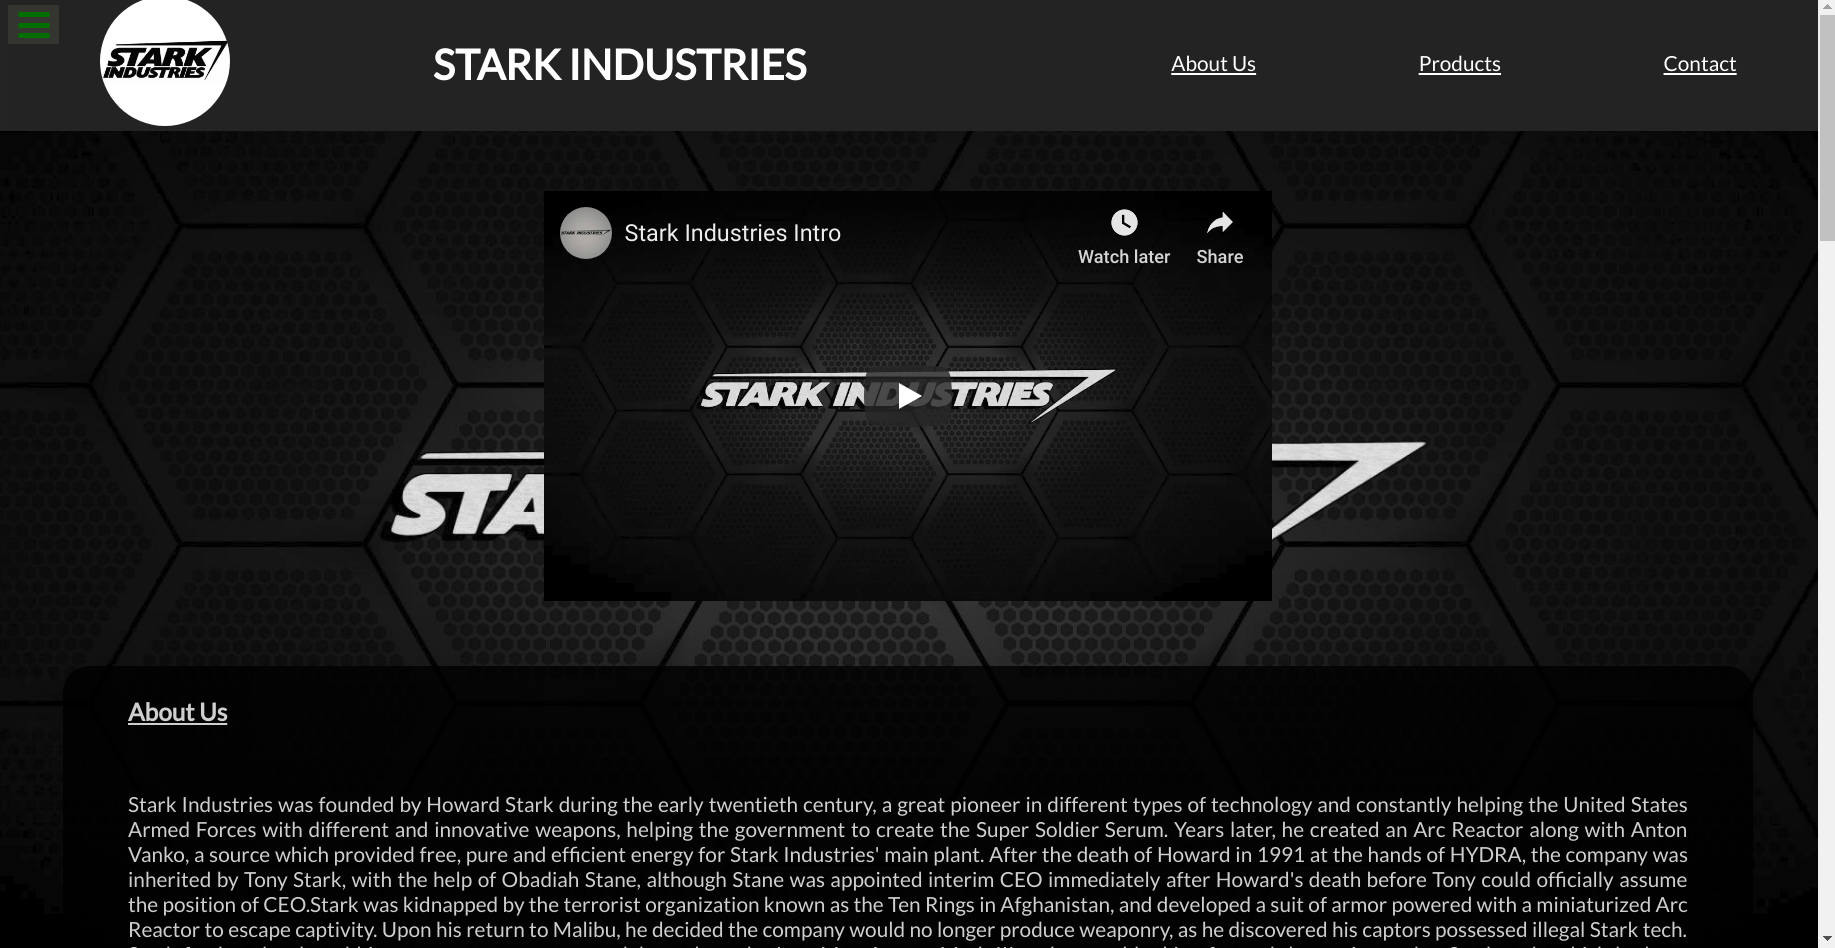 STARK
INDUSTRIES
STARK INDUSTRIES
About Us
Products
Contact
STARK INDUSTRIES
Stark Industries Intro
Watch later
Share
STARK INDUSTRIES
STA
About Us
Stark Industries was founded by Howard Stark during the early twentieth century, a great pioneer in different types of technology and constantly helping the United States
Armed Forces with different and innovative weapons, helping the government to create the Super Soldier Serum. Years later, he created an Arc Reactor along with Anton
Vanko, a source which provided free, pure and efficient energy for Stark Industries' main plant. After the death of Howard in 1991 at the hands of HYDRA, the company was
inherited by Tony Stark, with the help of Obadiah Stane, although Stane was appointed interim CEO immediately after Howard's death before Tony could officially assume
the position of CEO.Stark was kidnapped by the terrorist organization known as the Ten Rings in Afghanistan, and developed a suit of armor powered with a miniaturized Arc
Reactor to escape captivity. Upon his return to Malibu, he decided the company would no longer produce weaponry, as he discovered his captors possessed illegal Stark tech.